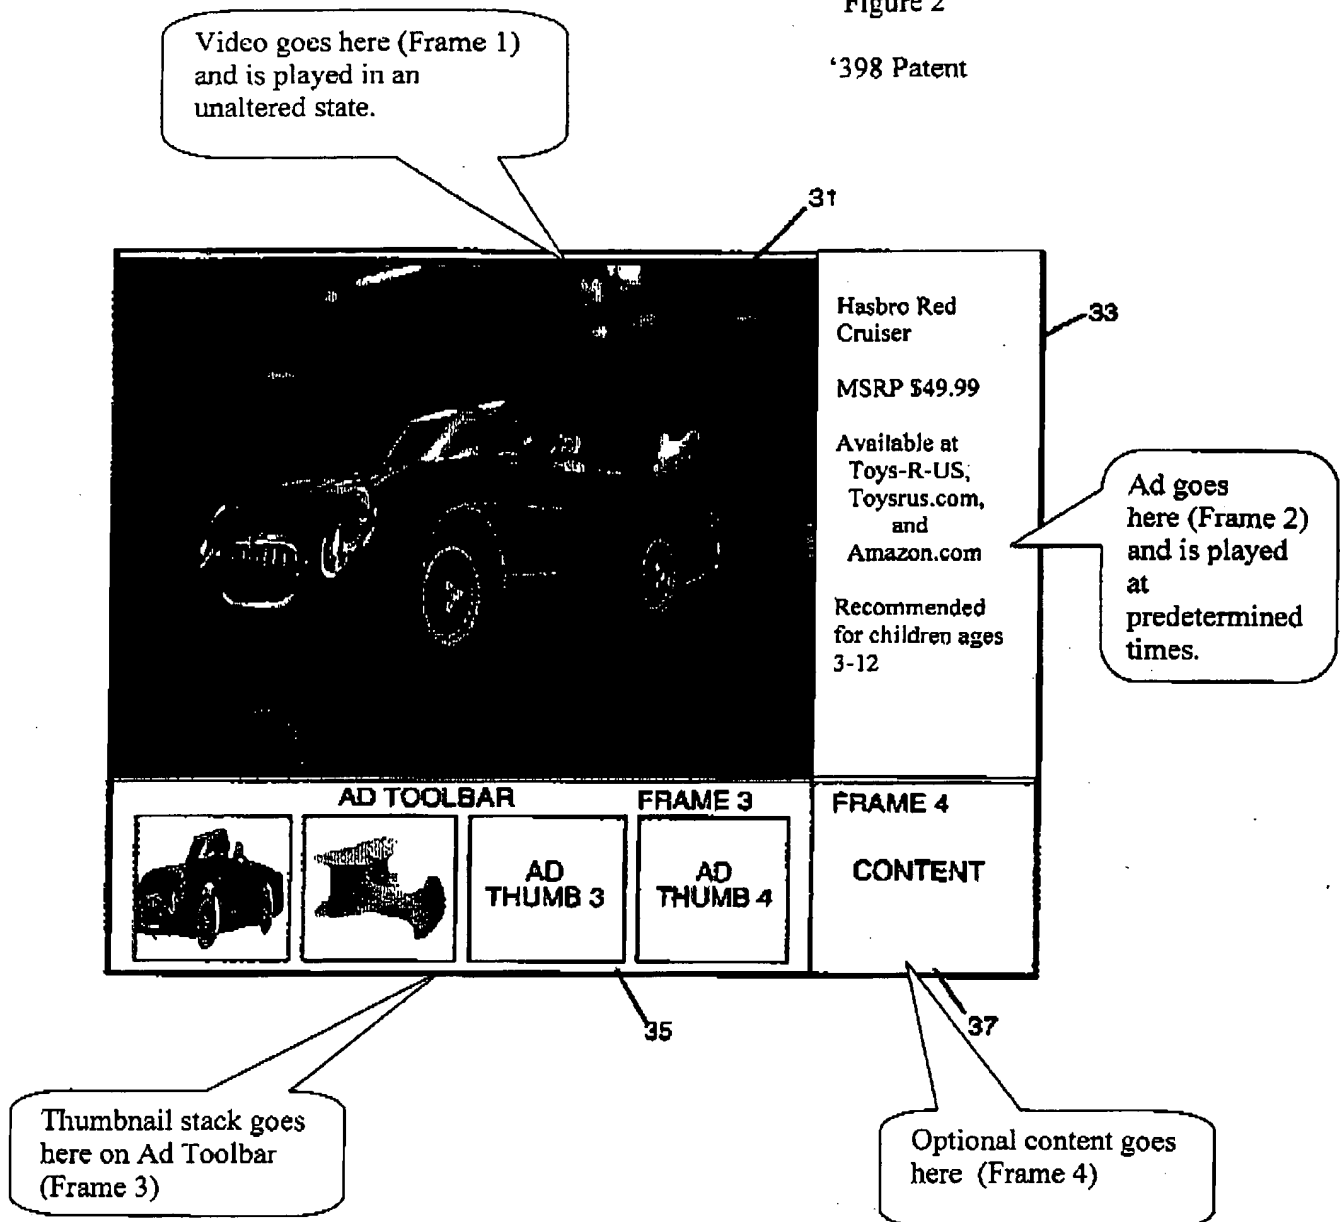 Figure 2
‘398 Patent
Video goes here (Frame 1)
and is played in an
unaltered state.
31
33
Hasbro Red
Cruiser
MSRP $49.99
Available at
Toys-R-US,
Toysrus.com,
and
Amazon.com
Recommended
for children ages
3-12
Ad goes
here (Frame 2)
and is played
at
predetermined
times.
AD TOOLBAR
FRAME 3
FRAME 4
AD
THUMB 3
AD
THUMB 4
CONTENT
35
37
Thumbnail stack goes
here on Ad Toolbar
(Frame 3)
Optional content goes
here (Frame 4)